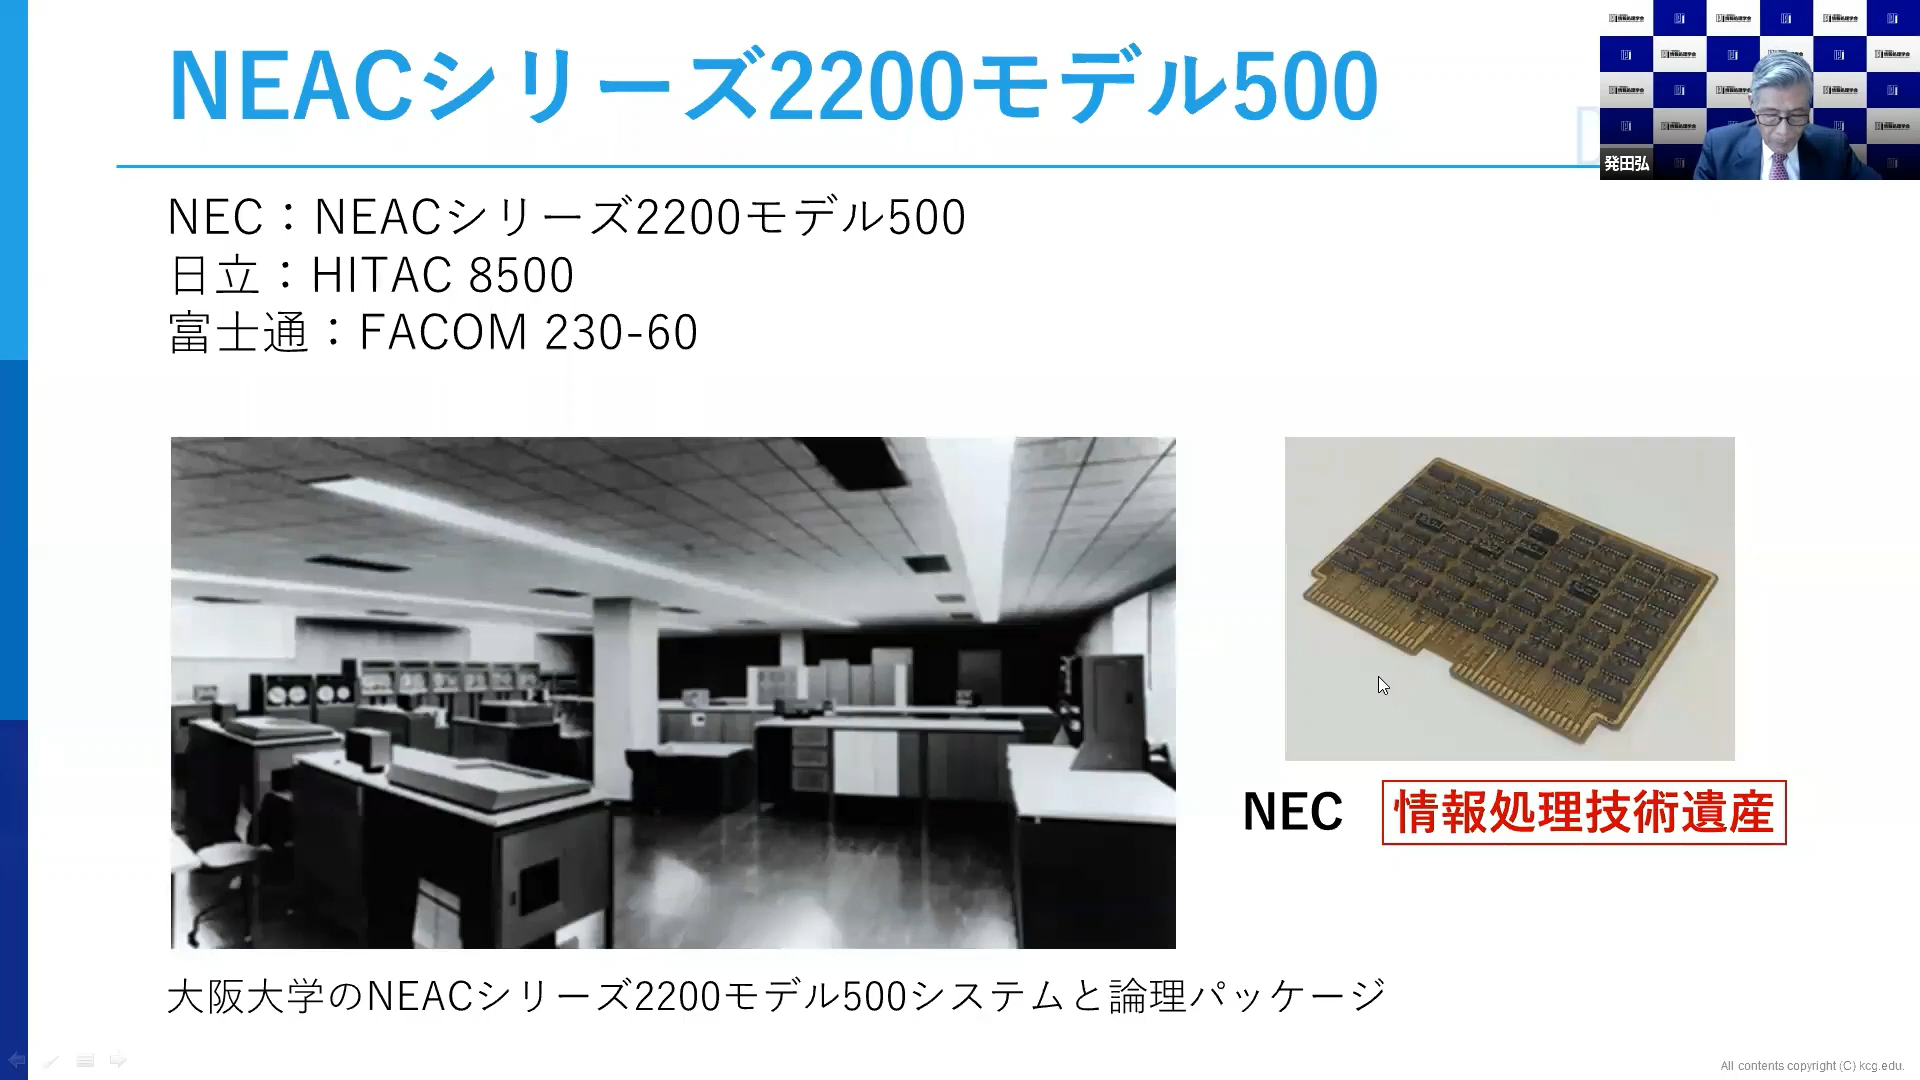 NEACシリーズ2200モデル500
発田弘
NEC：NEACシリーズ2200モデル500
日立：HITAC 8500
富士通：FACOM 230-60
NEC
情報処理技術遺産
大阪大学のNEACシリーズ2200モデル500システムと論理パッケージ
All contents copyright (C) kcg.edu.